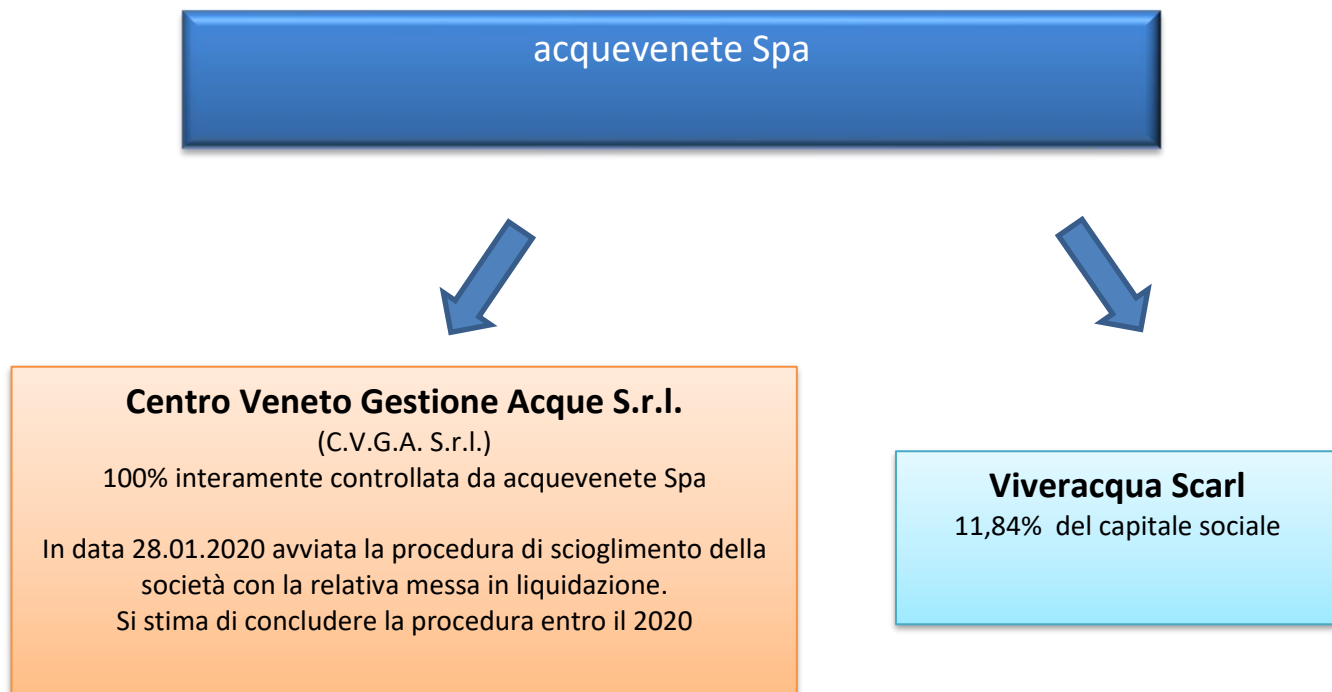 acquevenete Spa
Centro Veneto Gestione Acque S.r.l.
(C.V.G.A. S.r.l.)
100% interamente controllata da acquevenete Spa
In data 28.01.2020 avviata la procedura di scioglimento della
società con la relativa messa in liquidazione.
Si stima di concludere la procedura entro il 2020
Viveracqua Scarl
11,84% del capitale sociale